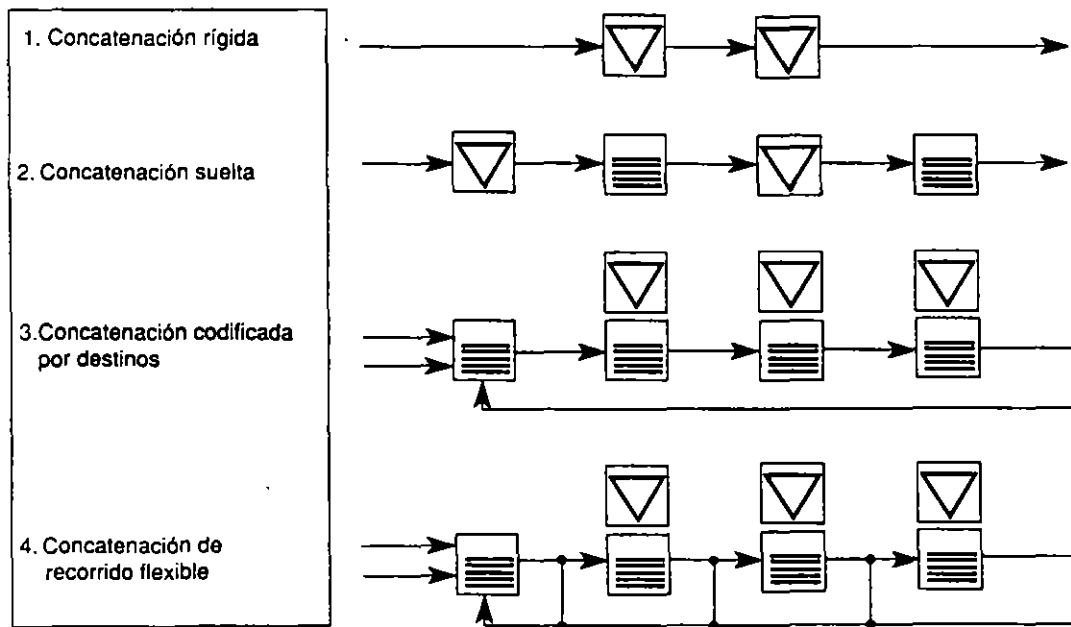 1. Concatenación rígida
2. Concatenación suelta
3.Concatenación codificada
por destinos
4. Concatenación de
recorrido flexible